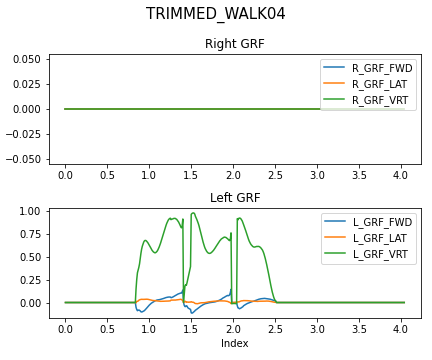 TRIMMED_WALK04
Right GRF
0.050
0.025
0.000
−0.025
−0.050
R_GRF_FWD
R_GRF_LAT
R_GRF_VRT
0.0 0.5 1.0 1.5 2.0 2.5 3.0 3.5 4.0
Left GRF
1.00
0.75
0.50
0.25
0.00
L_GRF_FWD
L_GRF_LAT
L_GRF_VRT
0.0 0.5 1.0 1.5 2.0 2.5 3.0 3.5 4.0
Index